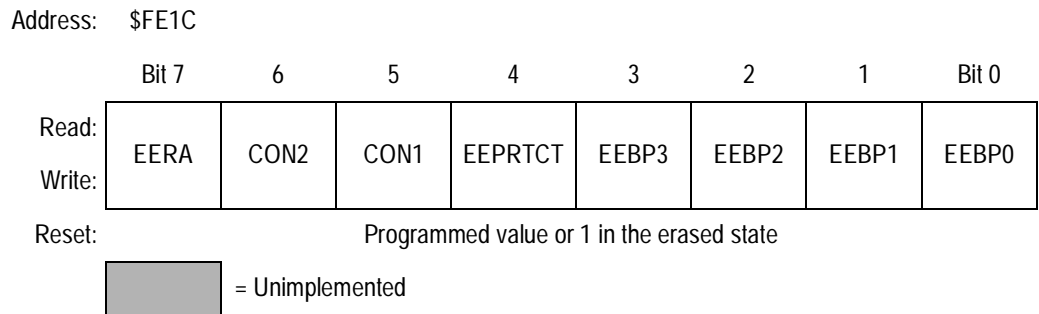 Address: $FE1C
Bit 7 6 5 4 3 2 1 Bit 0
Read:
EERA CON2 CON1 EEPRTCT EEBP3 EEBP2 EEBP1 EEBP0
Write:
Reset: Programmed value or 1 in the erased state
= Unimplemented